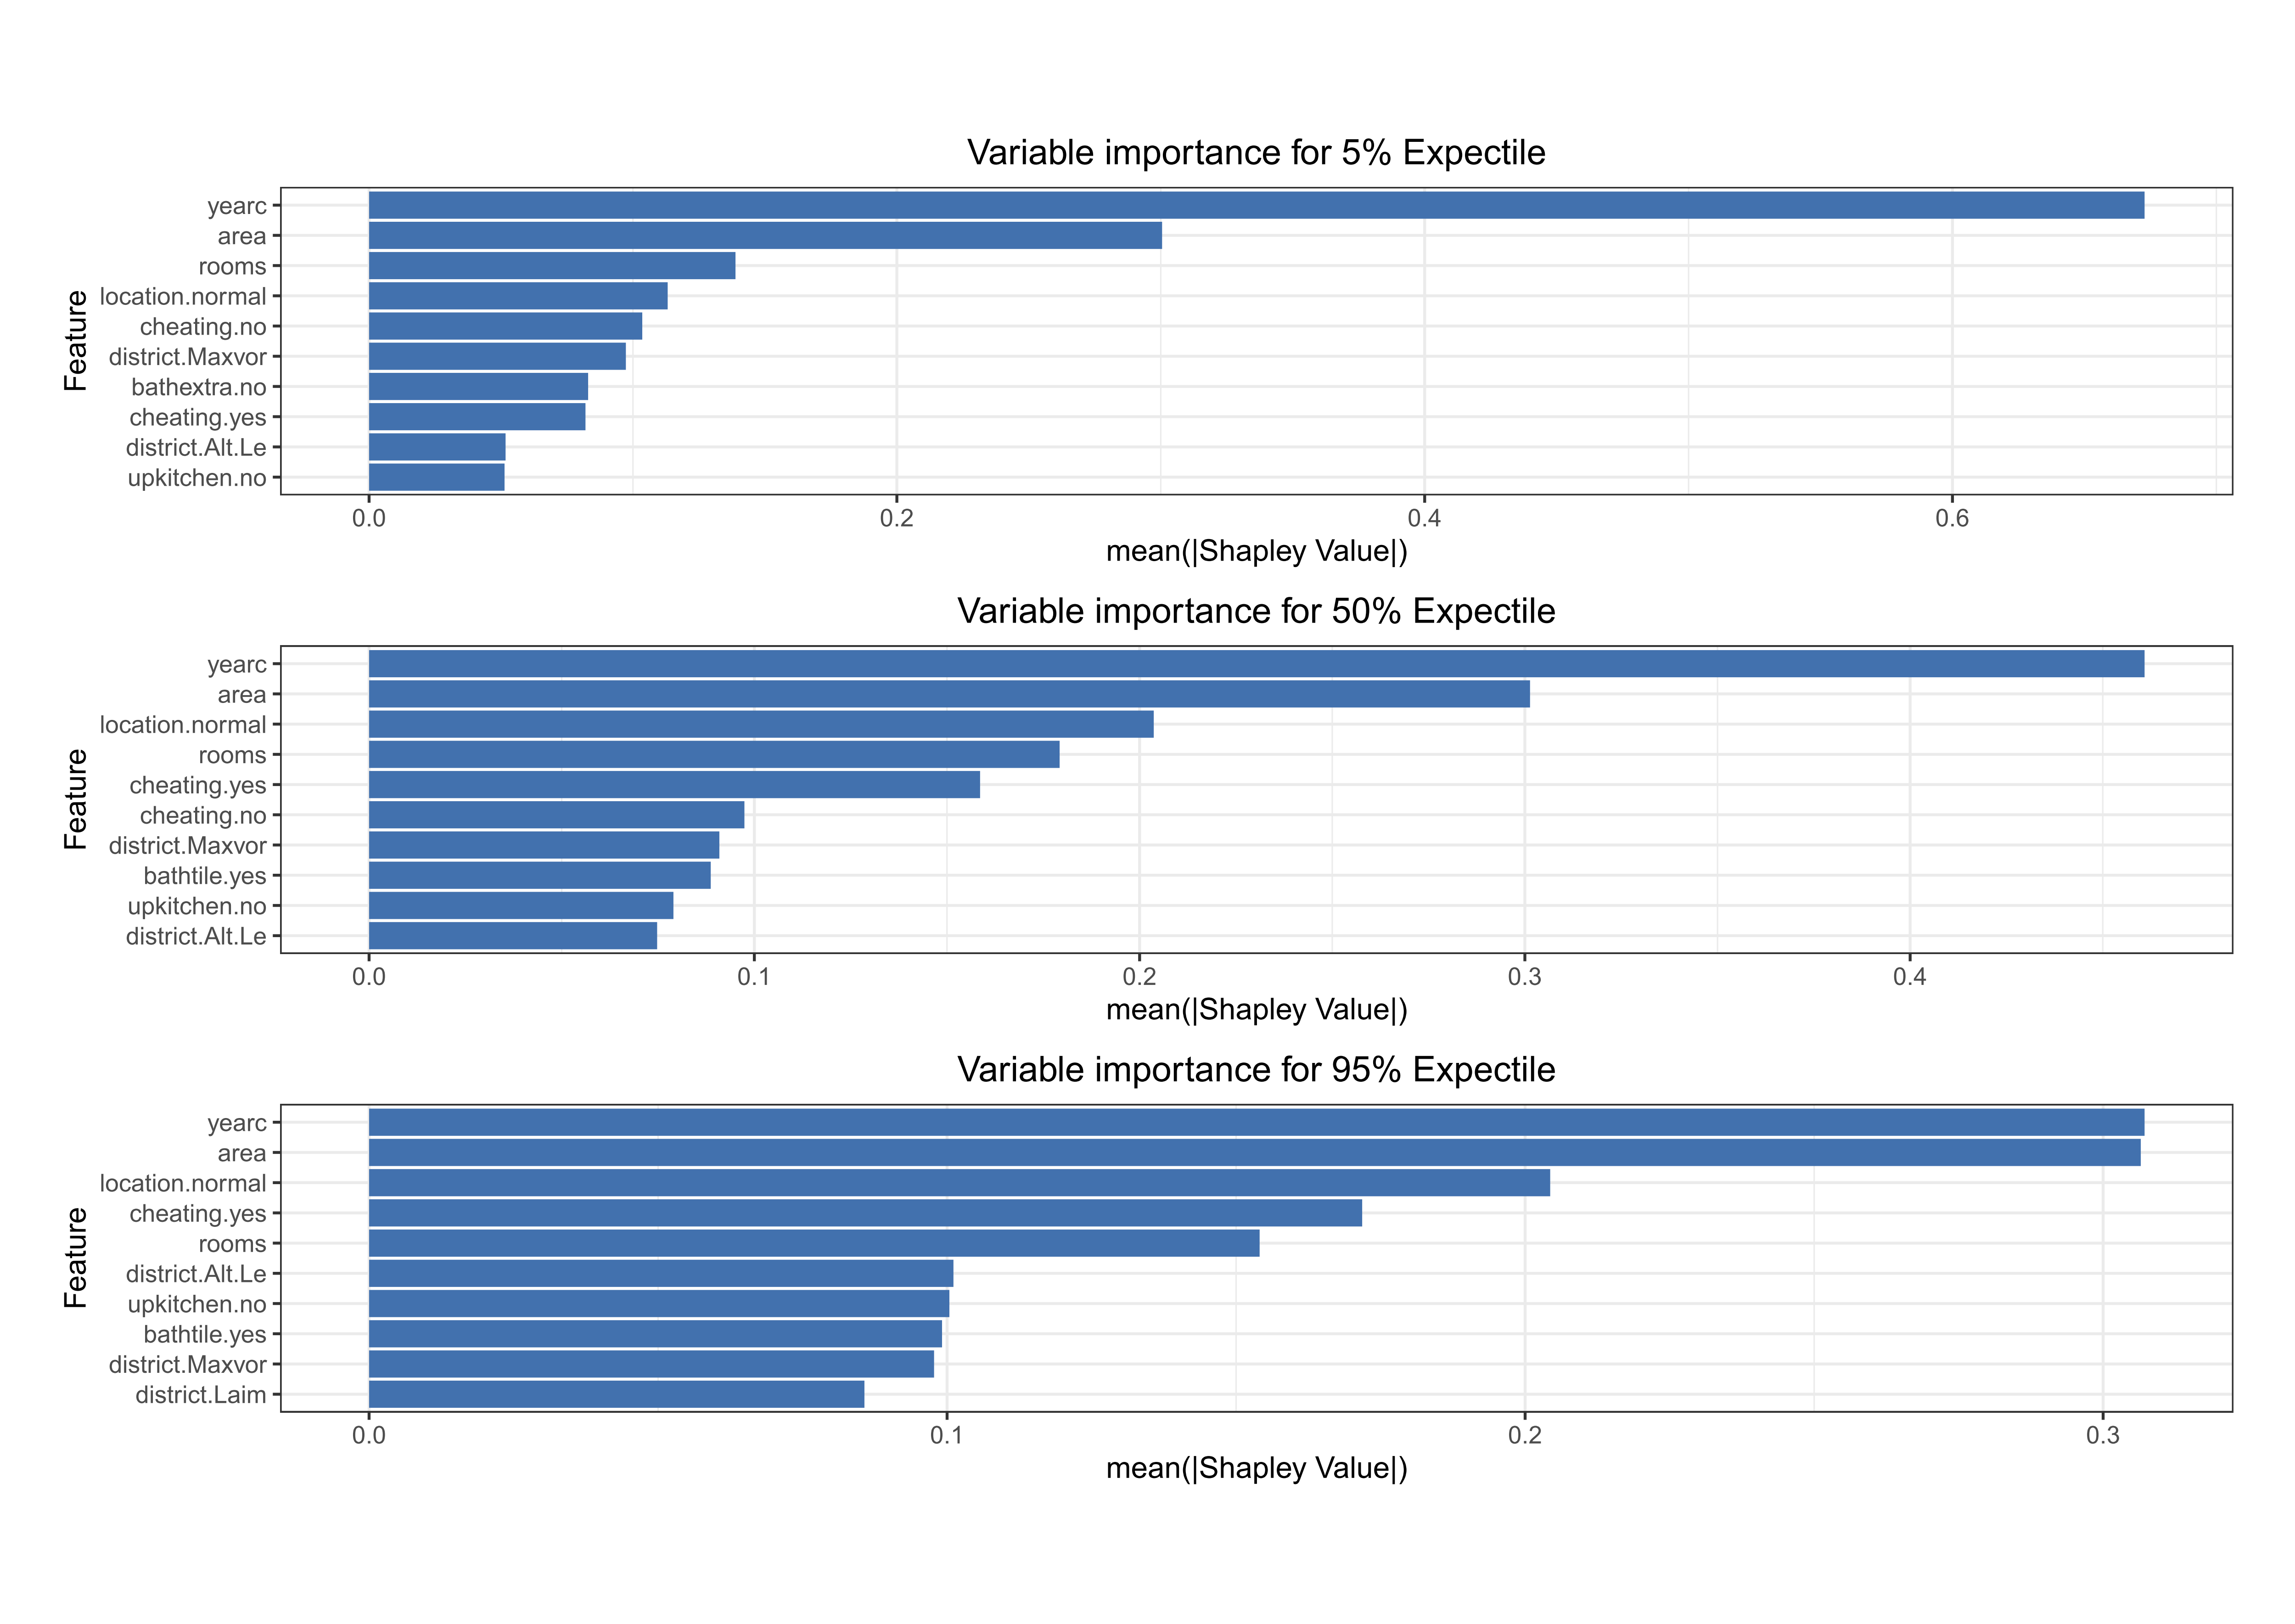 Variable importance for 5% Expectile
Feature
yearc
area
rooms
location.normal
cheating.no
district.Maxvor
bathextra.no
cheating.yes
district.Alt.Le
upkitchen.no
0.0 0.2 0.4 0.6
mean(|Shapley Value|)
Variable importance for 50% Expectile
Feature
yearc
area
location.normal
rooms
cheating.yes
cheating.no
district.Maxvor
bathtile.yes
upkitchen.no
district.Alt.Le
0.0 0.1 0.2 0.3 0.4
mean(|Shapley Value|)
Variable importance for 95% Expectile
Feature
yearc
area
location.normal
cheating.yes
rooms
district.Alt.Le
upkitchen.no
bathtile.yes
district.Maxvor
district.Laim
0.0 0.1 0.2 0.3
mean(|Shapley Value|)